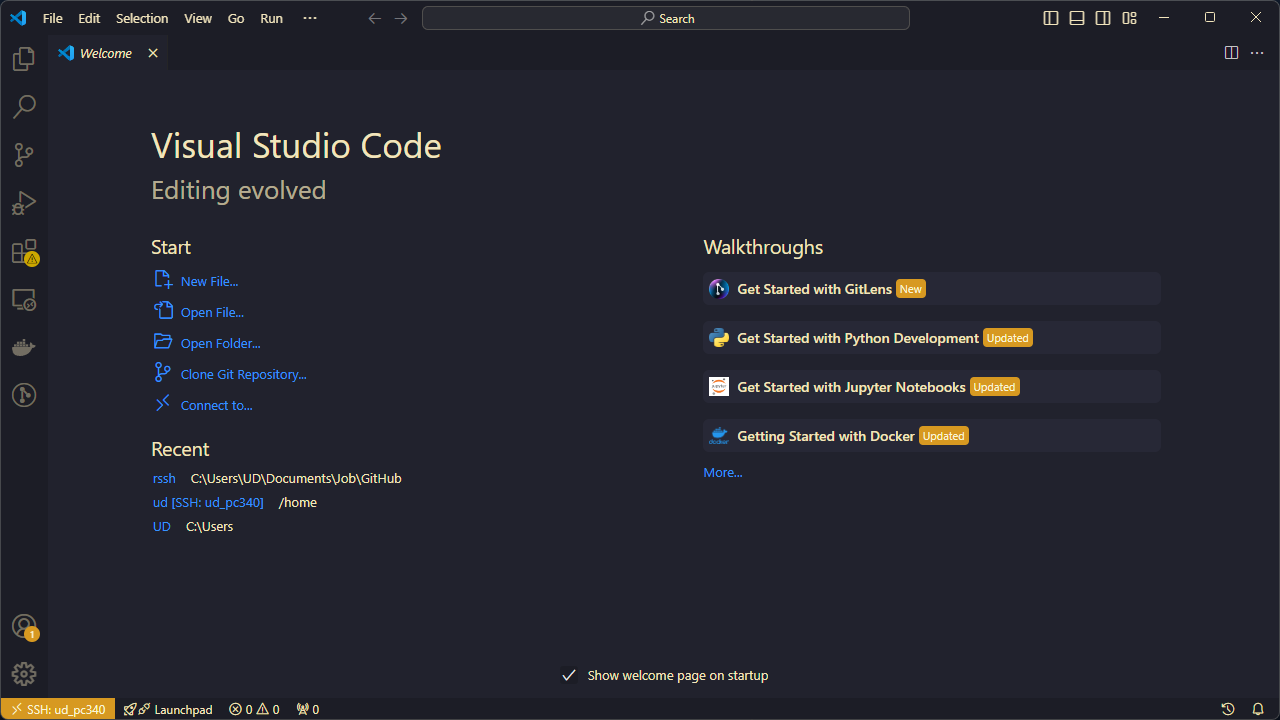 File Edit Selection View Go Run ···
Search
Welcome
Visual Studio Code
Editing evolved
Start
New File...
Open File...
Open Folder...
Clone Git Repository...
Connect to...
Recent
rssh C:\Users\UD\Documents\Job\GitHub
ud [SSH: ud_pc340] /home
UD C:\Users
Walkthroughs
Get Started with GitLens New
Get Started with Python Development Updated
Get Started with Jupyter Notebooks Updated
Getting Started with Docker Updated
More...
Show welcome page on startup
1
SSH: ud_pc340 Launchpad 0 0 0